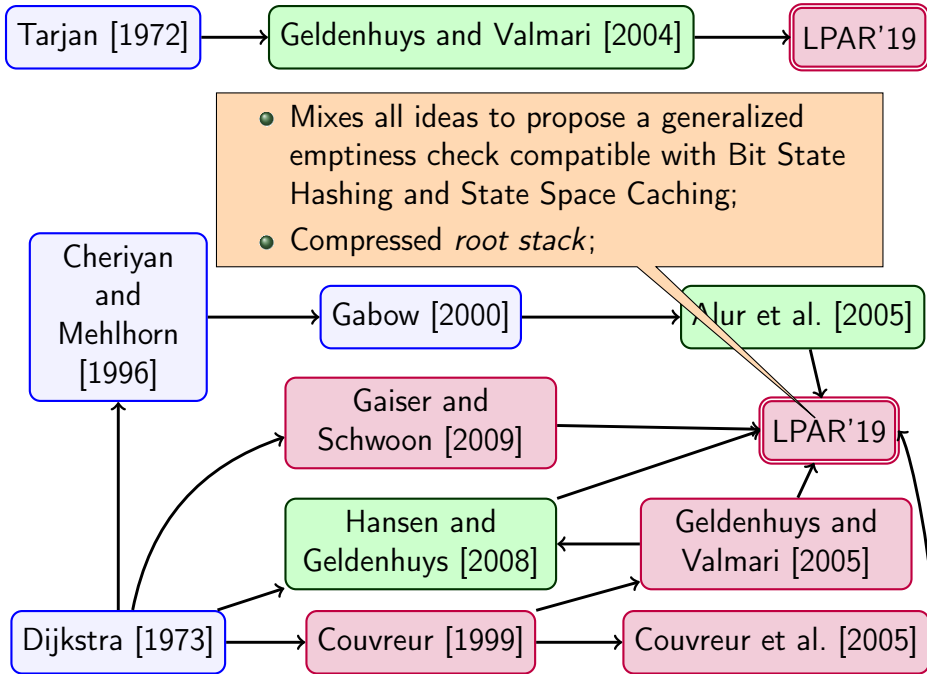 Tarjan [1972]
Geldenhuys and Valmari [2004]
LPAR'19
Mixes all ideas to propose a generalized
emptiness check compatible with Bit State
Hashing and State Space Caching;
Compressed root stack;
Cheriyan
and
Mehlhorn
[1996]
Gabow [2000]
Alur et al. [2005]
Gaiser and
Schwoon [2009]
LPAR'19
Hansen and
Geldenhuys [2008]
Geldenhuys and
Valmari [2005]
Dijkstra [1973]
Couvreur [1999]
Couvreur et al. [2005]